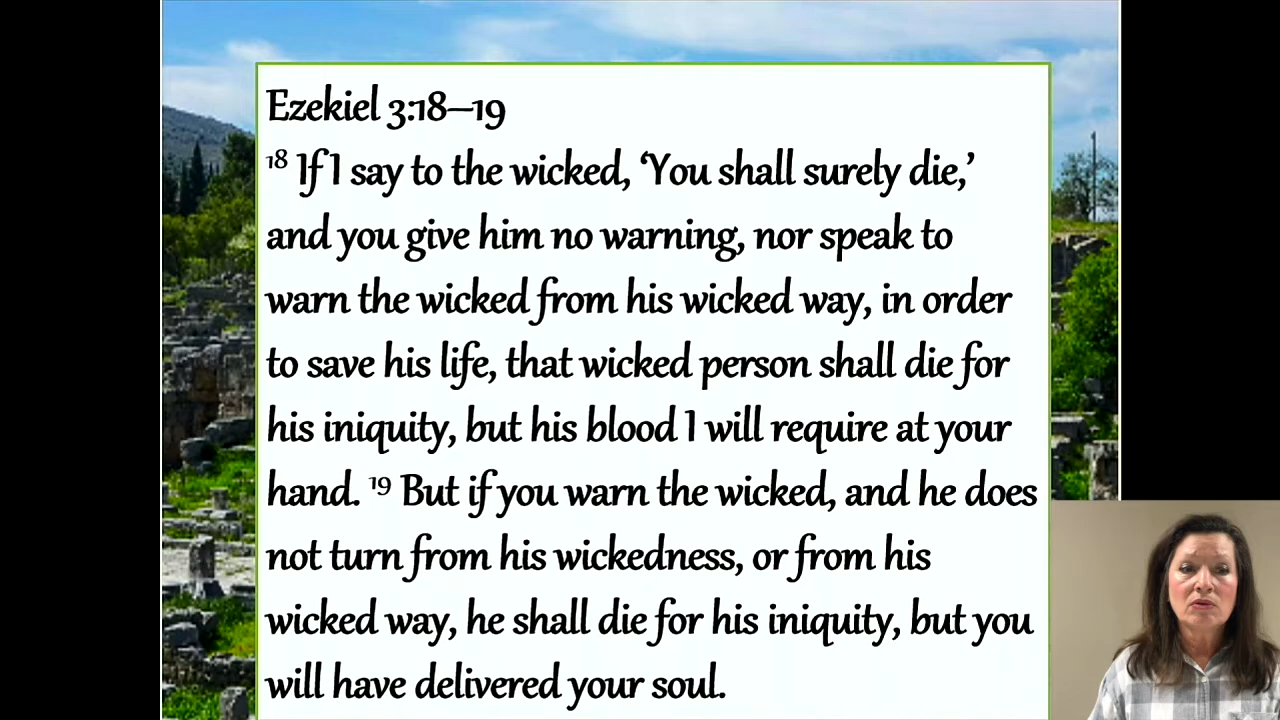 Ezekiel 3:18–19
18 If I say to the wicked, ‘You shall surely die,’
and you give him no warning, nor speak to
warn the wicked from his wicked way, in order
to save his life, that wicked person shall die for
his iniquity, but his blood I will require at your
hand. 19 But if you warn the wicked, and he does
not turn from his wickedness, or from his
wicked way, he shall die for his iniquity, but you
will have delivered your soul.